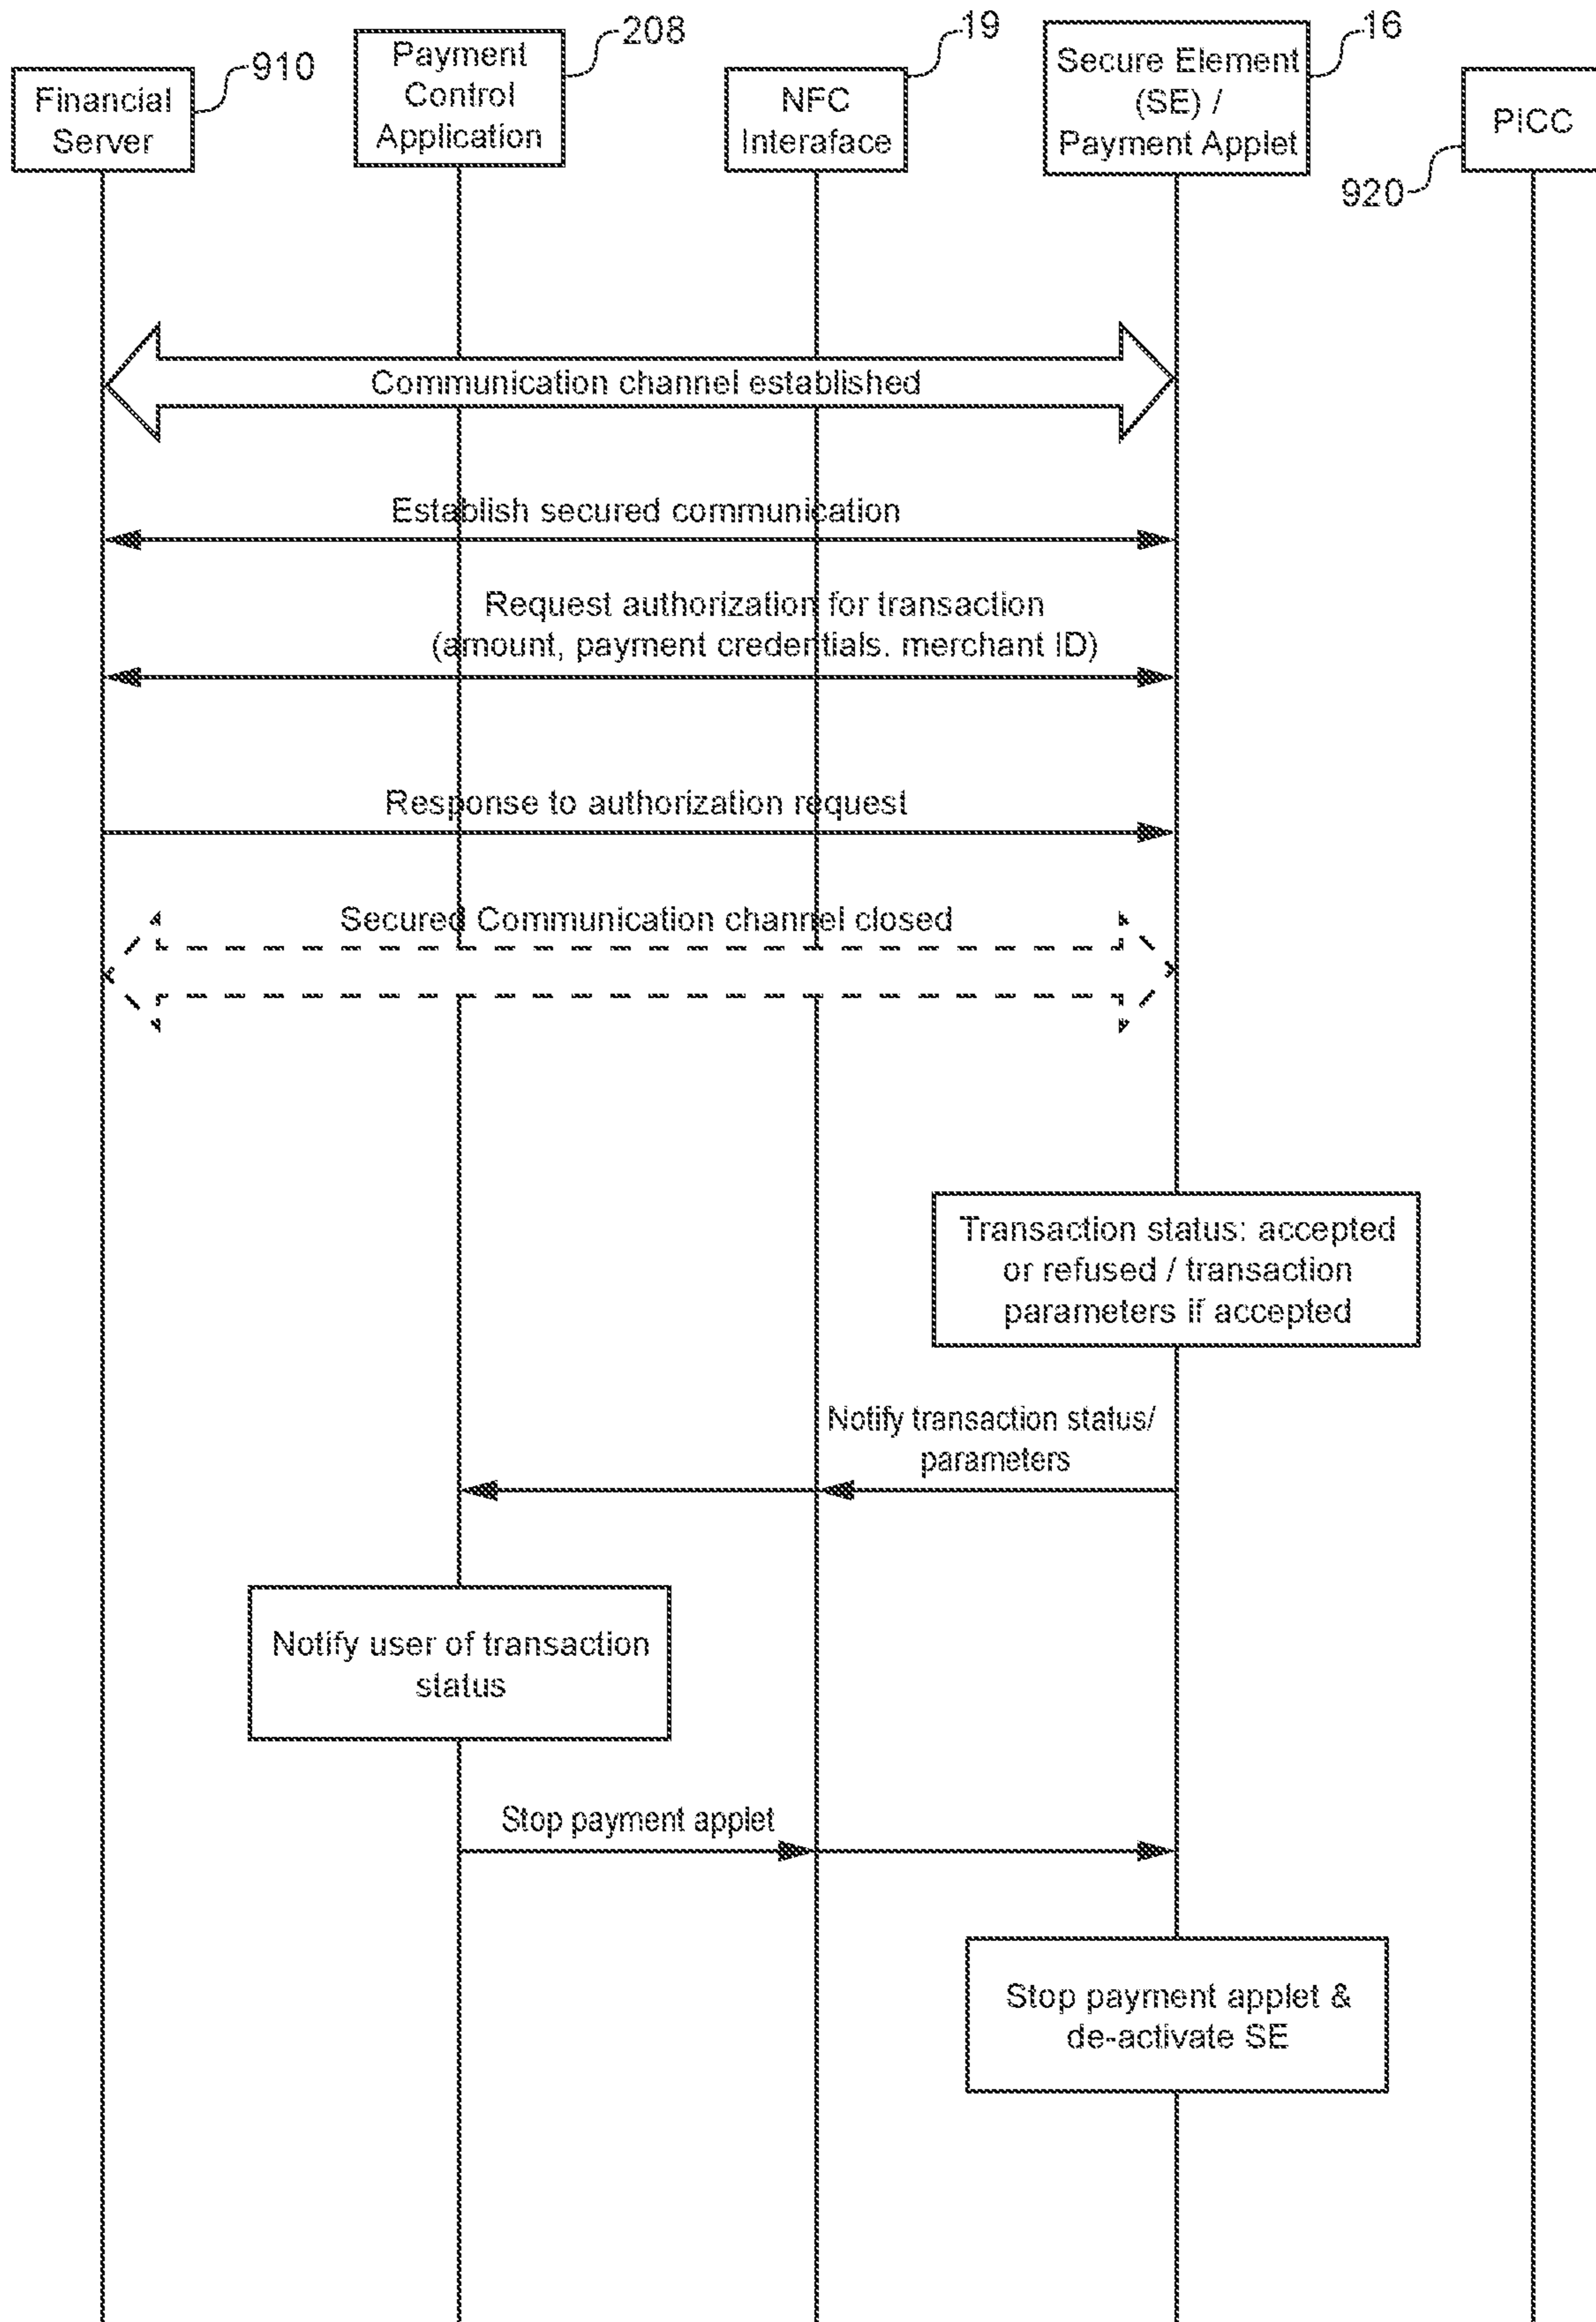 910
208
19
16
Financial
Server
Payment
Control
Application
NFC
Interaface
Secure Element
(SE) /
Payment Applet
PICC
920
Communication channel established
Establish secured communication
Request authorization for transaction
(amount, payment credentials. merchant ID)
Response to authorization request
Secured Communication channel closed
Transaction status: accepted
or refused / transaction
parameters if accepted
Notify transaction status/
parameters
Notify user of transaction
status
Stop payment applet
Stop payment applet &
de-activate SE